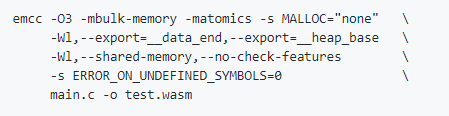 emcc -O3 -mbulk-memory -matomics -s MALLOC="none" \
-Wl,--export=__data_end,--export=__heap_base \
-Wl,--shared-memory,--no-check-features \
-s ERROR_ON_UNDEFINED_SYMBOLS=0 \
main.c -o test.wasm